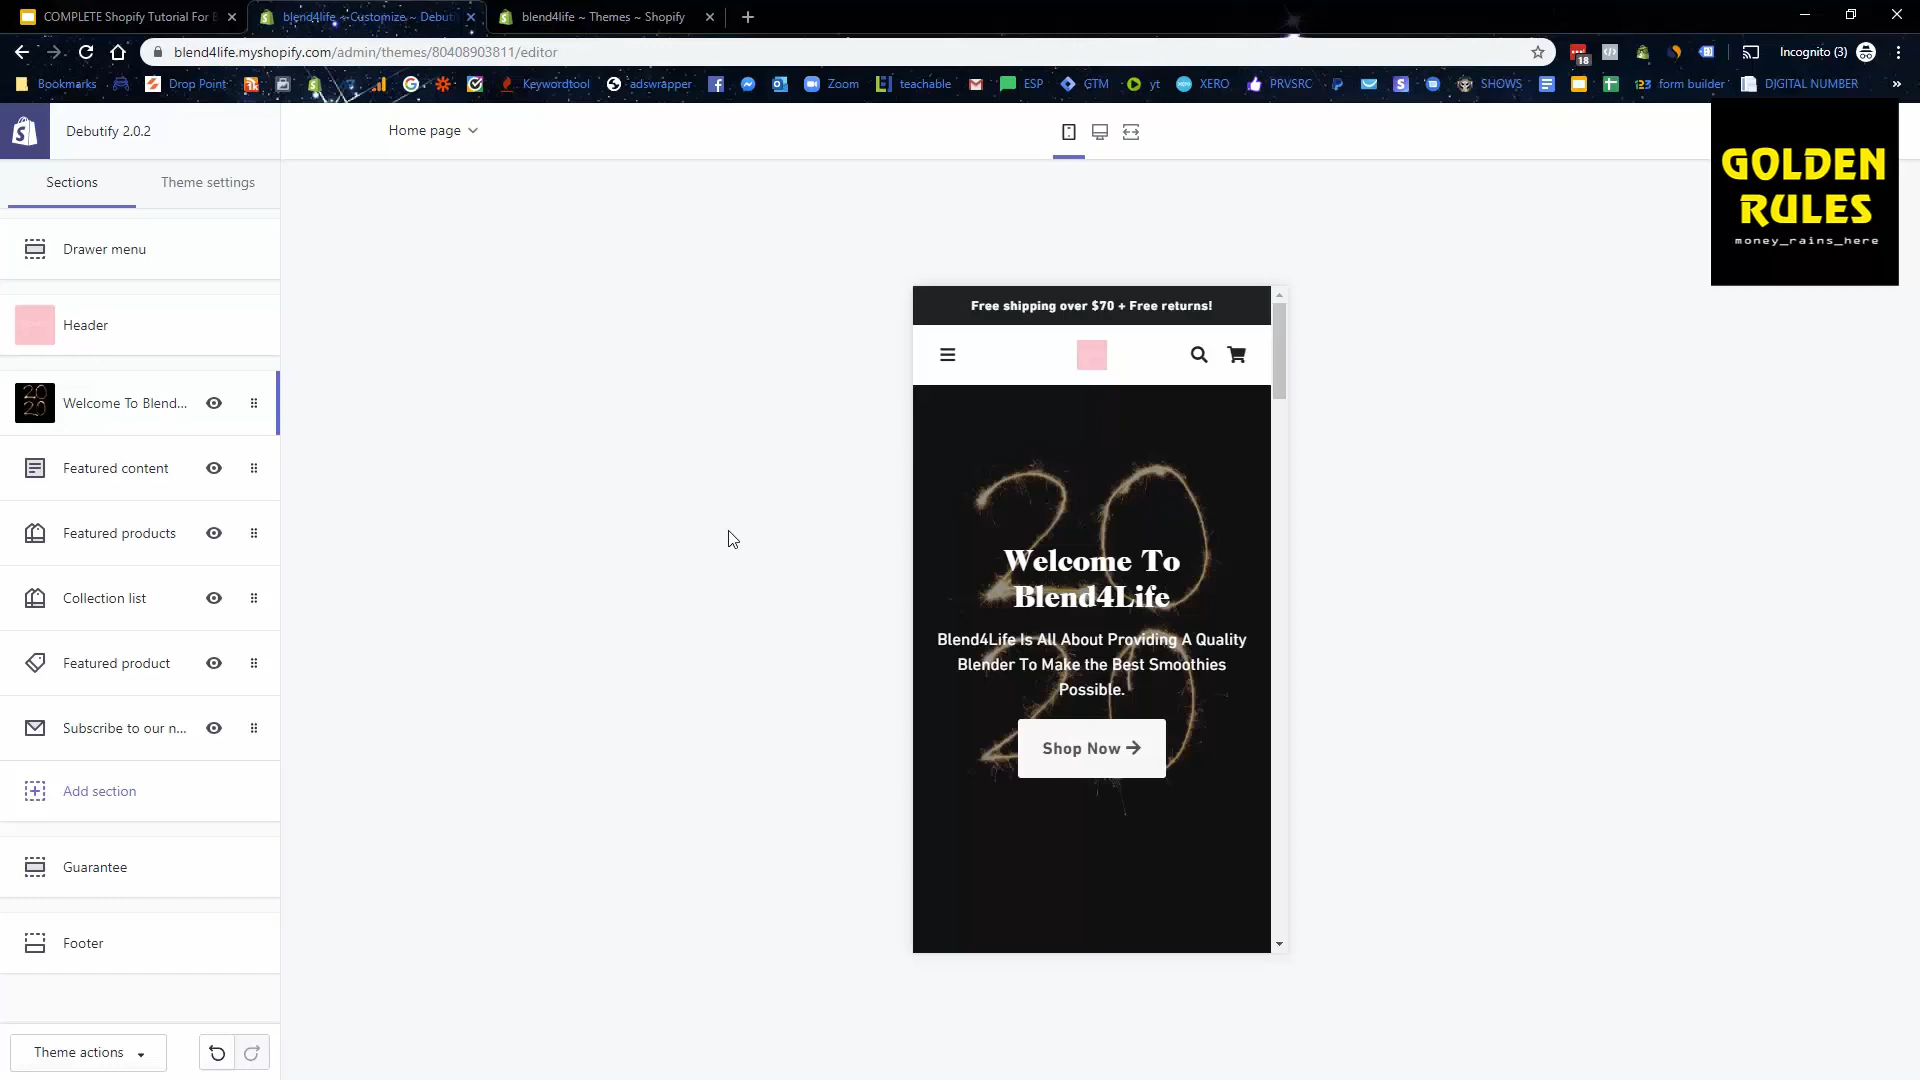 COMPLETE Shopify Tutorial For B
blend4life ~ Customize ~ Debuti
blend4life ~ Themes ~ Shopify
blend4life.myshopify.com/admin/themes/80408903811/editor
18
Incognito (3)
Bookmarks
Drop Point
Keywordtool
adswrapper
Zoom
teachable
ESP
GTM
yt
XERO
PRVSRC
SHOWS
123 form builder
DIGITAL NUMBER
»
Debutify 2.0.2
Home page
Sections
Theme settings
Drawer menu
Header
Welcome To Blend...
Featured content
Featured products
Collection list
Featured product
Subscribe to our n...
Add section
Guarantee
Footer
Theme actions
Free shipping over $70 + Free returns!
20
20
Welcome To
Blend4Life
Blend4Life Is All About Providing A Quality
Blender To Make the Best Smoothies
Possible.
Shop Now
GOLDEN
RULES
money_rains_here